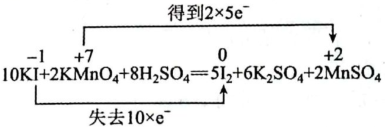 得到2×5e⁻
-1 +7 0 +2
10KI+2KMnO₄+8H₂SO₄=5I₂+6K₂SO₄+2MnSO₄
失去10×e⁻